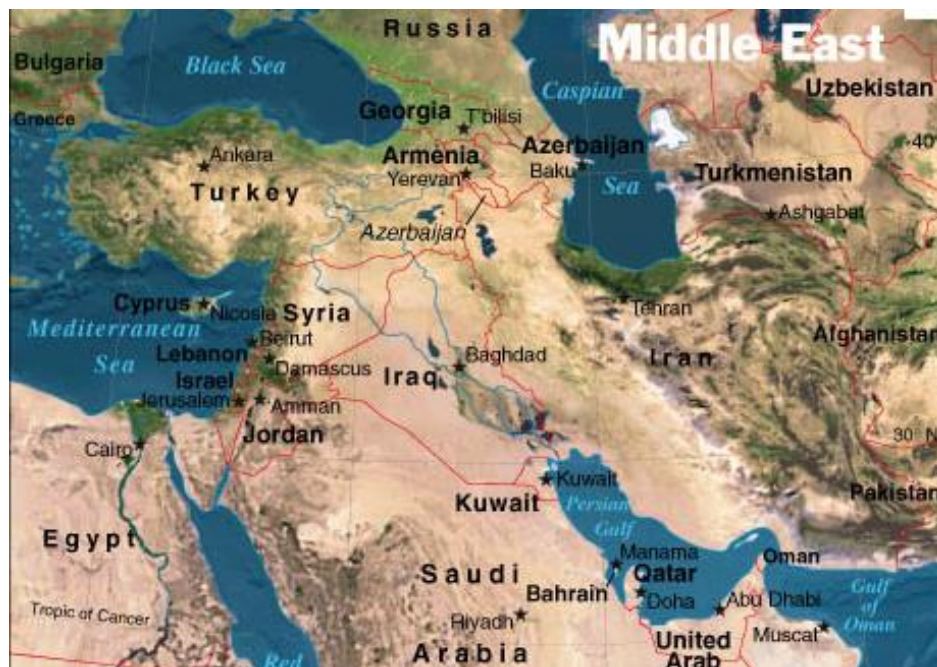 Middle East
Russia
Bulgaria
Black Sea
Caspian
Sea
Uzbekistan
Greece
Georgia
T'bilisi
Azerbaijan
Baku
40°
Ankara
Turkey
Armenia
Yerevan
Azerbaijan
Turkmenistan
Ashgabat
Cyprus
Nicosia
Syria
Tehran
Mediterranean
Sea
Beirut
Lebanon
Damascus
Israel
Iraq
Baghdad
Iran
Afghanistan
Jerusalem
Amman
Jordan
Cairo
30° N
Kuwait
Kuwait
Persian
Gulf
Pakistan
Egypt
Saudi
Arabia
Manama
Bahrain
Qatar
Doha
Oman
Abu Dhabi
Gulf
of
Oman
Tropic of Cancer
Riyadh
Muscat
United
Arab
Red